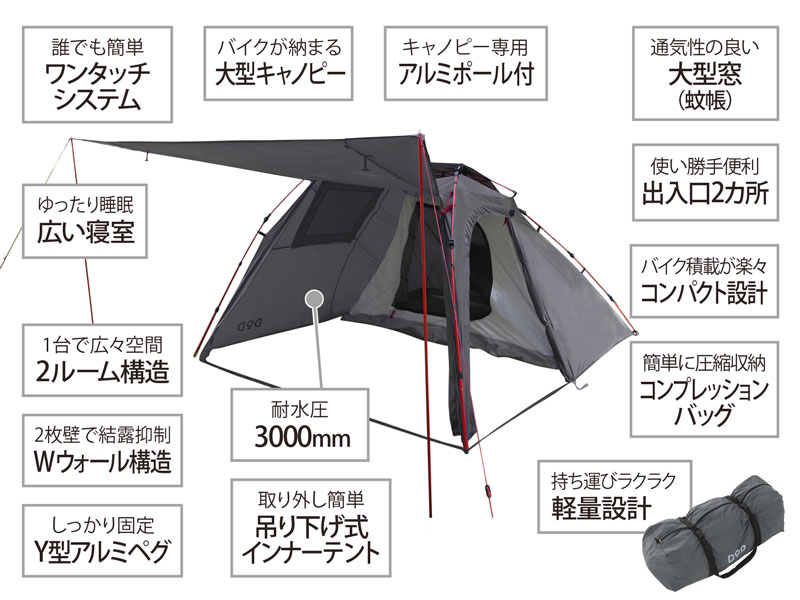 誰でも簡単
ワンタッチ
システム
バイクが納まる
大型キャノピー
キャノピー専用
アルミポール付
通気性の良い
大型窓
（蚊帳）
使い勝手便利
出入口2カ所
ゆったり睡眠
広い寝室
バイク積載が楽々
コンパクト設計
DOD
1台で広々空間
2ルーム構造
簡単に圧縮収納
コンプレッション
バッグ
耐水圧
3000mm
2枚壁で結露抑制
Wウォール構造
持ち運びラクラク
軽量設計
取り外し簡単
吊り下げ式
インナーテント
しっかり固定
Y型アルミペグ
DOD